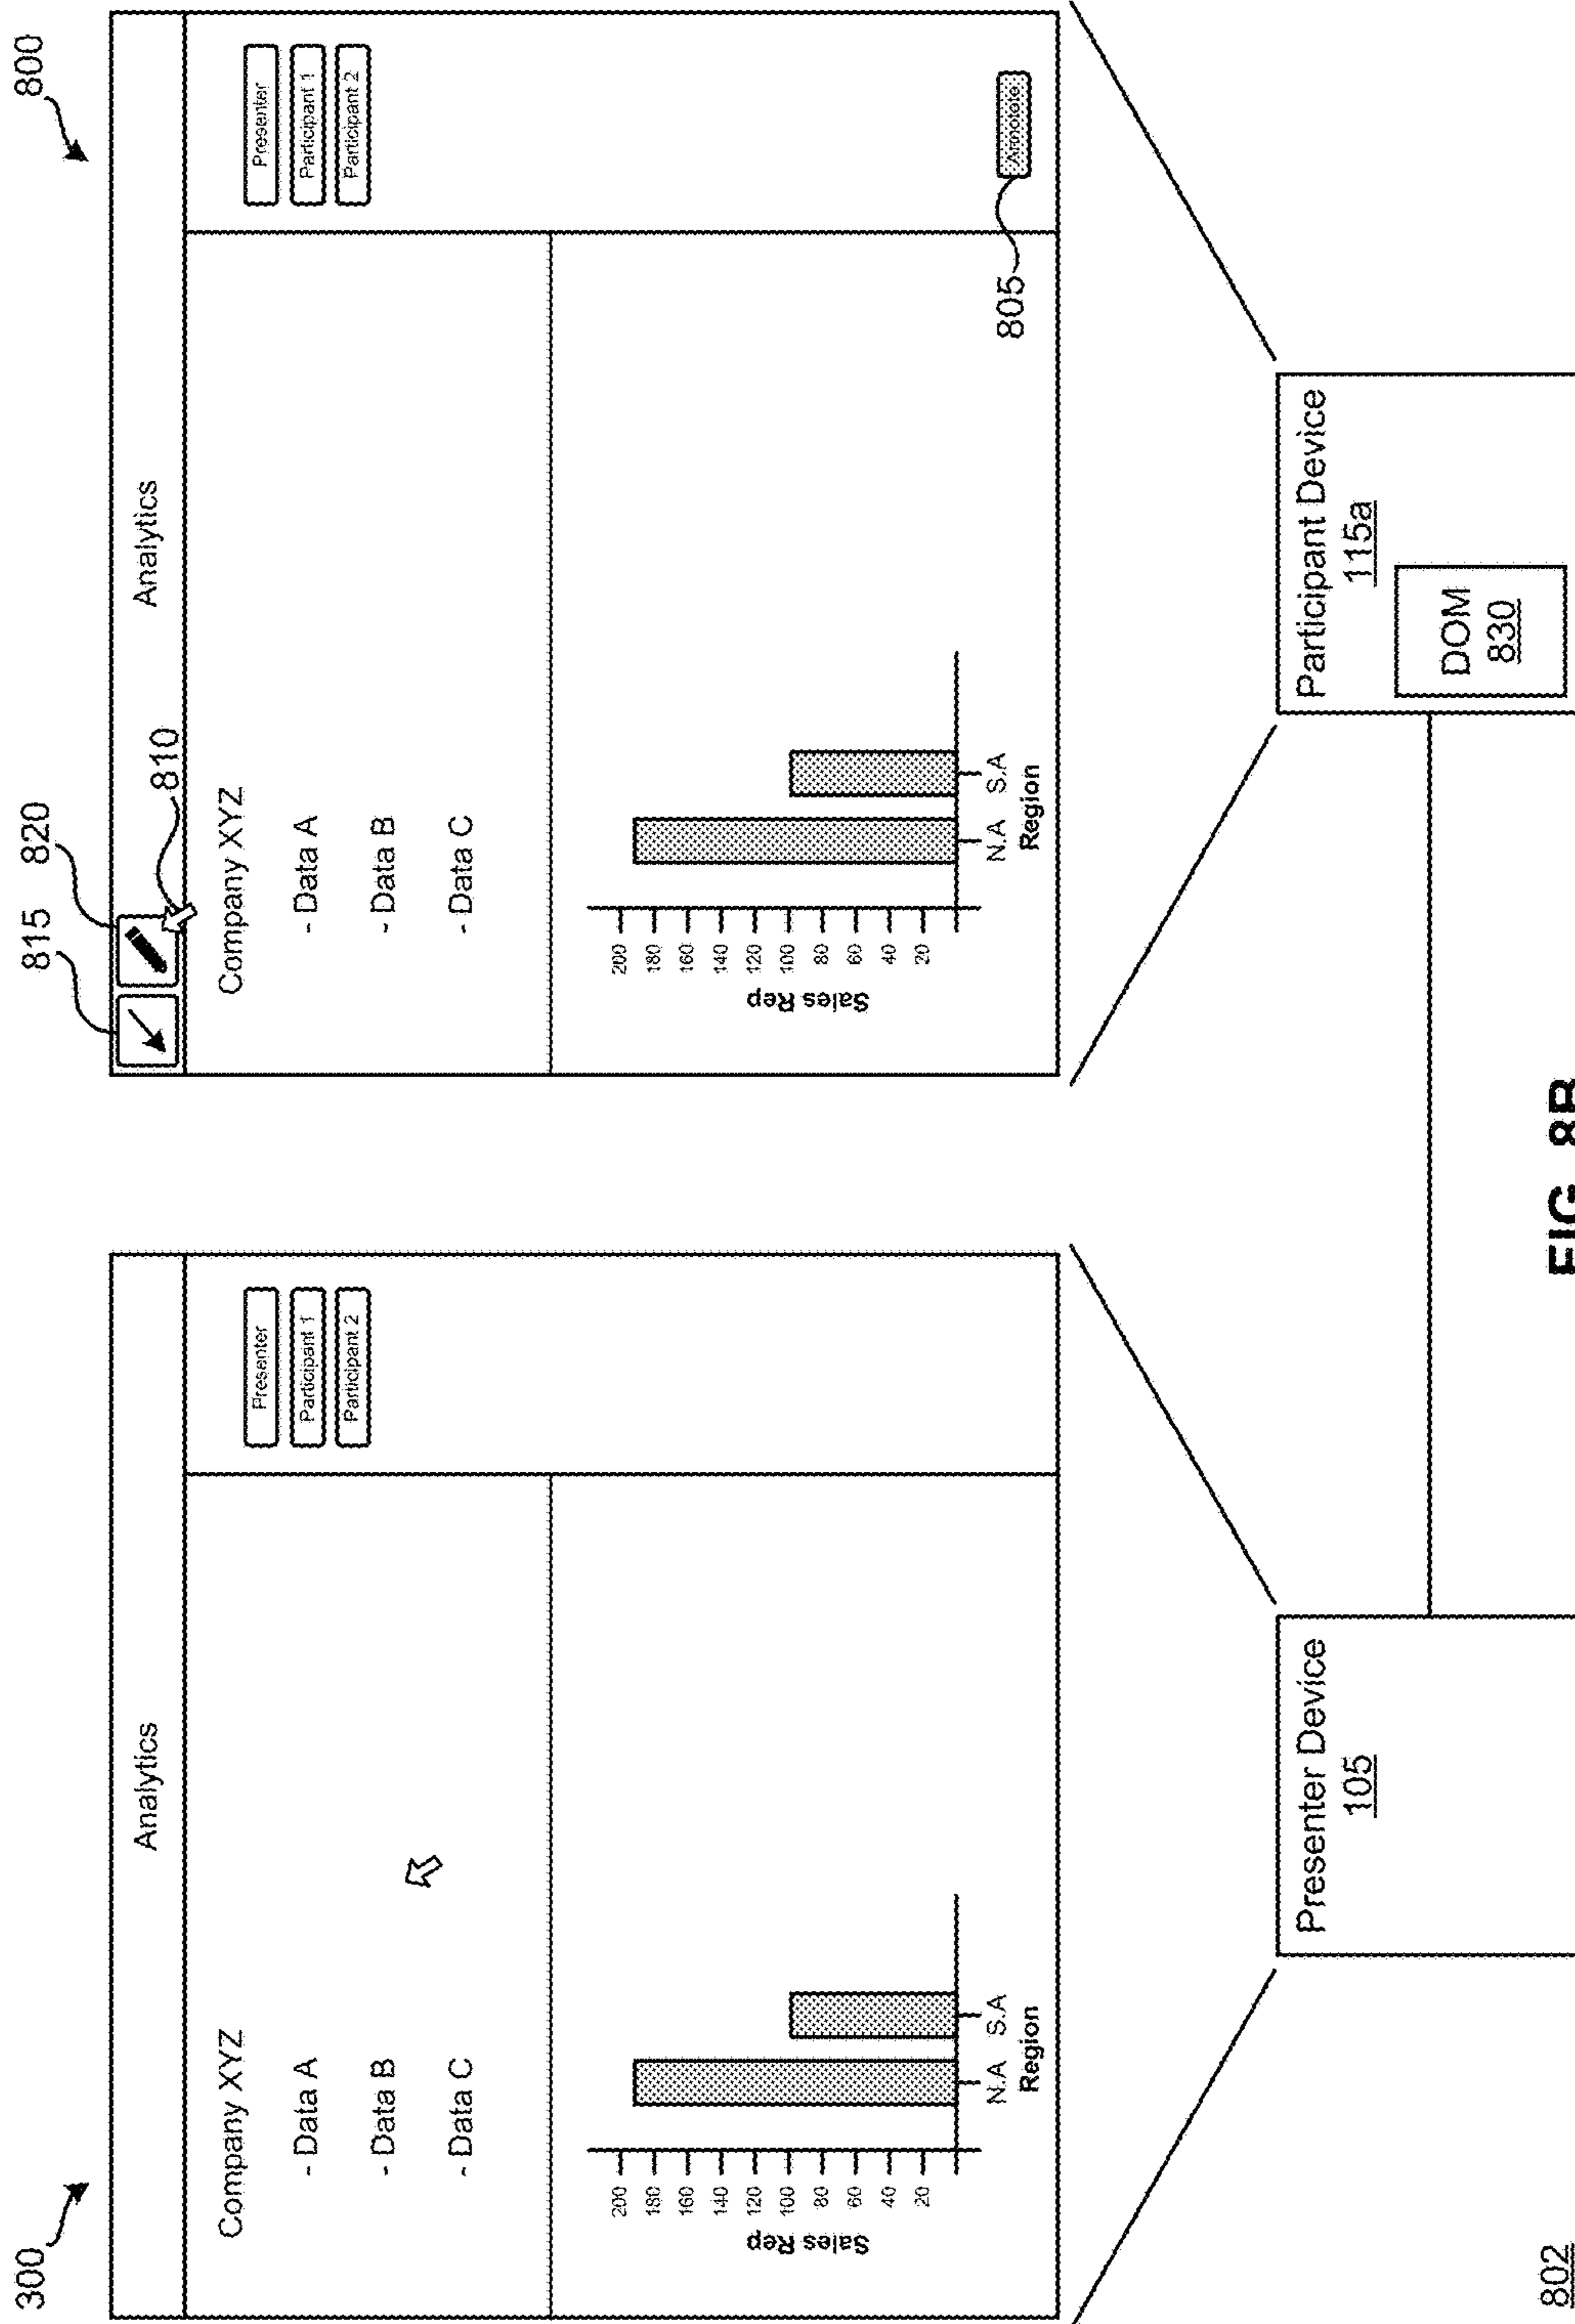 300
Analytics
Company XYZ
- Data A
- Data B
- Data C
Presenter
Participant 1
Participant 2
Sales Rep
200
180
160
140
120
100
80
60
40
20
N.A
S.A
Region
Presenter Device
105
800
815
820
810
Analytics
Company XYZ
- Data A
- Data B
- Data C
Presenter
Participant 1
Participant 2
Sales Rep
200
180
160
140
120
100
80
60
40
20
N.A
S.A
Region
805
Annotate
Participant Device
115a
DOM
830
802
FIG. 8B